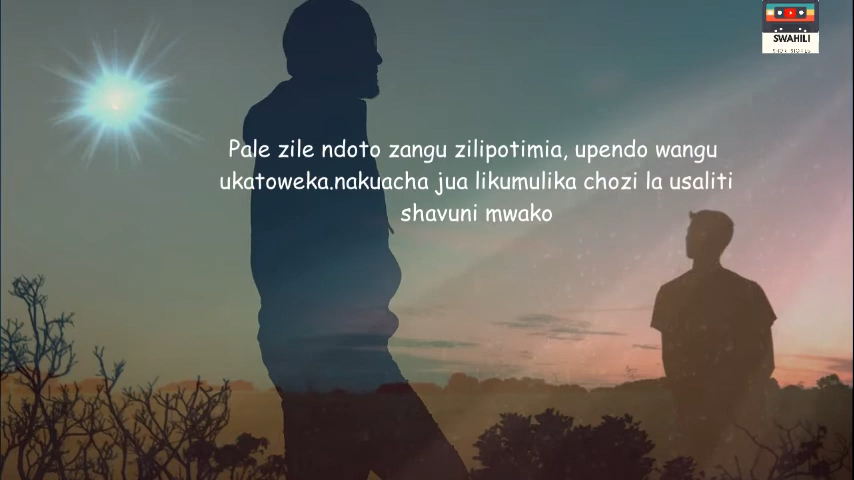 SWAHILI
Pale zile ndoto zangu zilipotimia, upendo wangu
ukatoweka.nakuacha jua likumulika chozi la usaliti
shavuni mwako